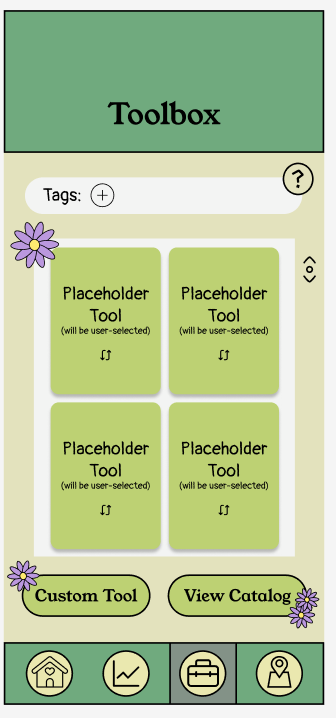 Toolbox
?
Tags:
Placeholder
Tool
(will be user-selected)
Placeholder
Tool
(will be user-selected)
Placeholder
Tool
(will be user-selected)
Placeholder
Tool
(will be user-selected)
Custom Tool
View Catalog